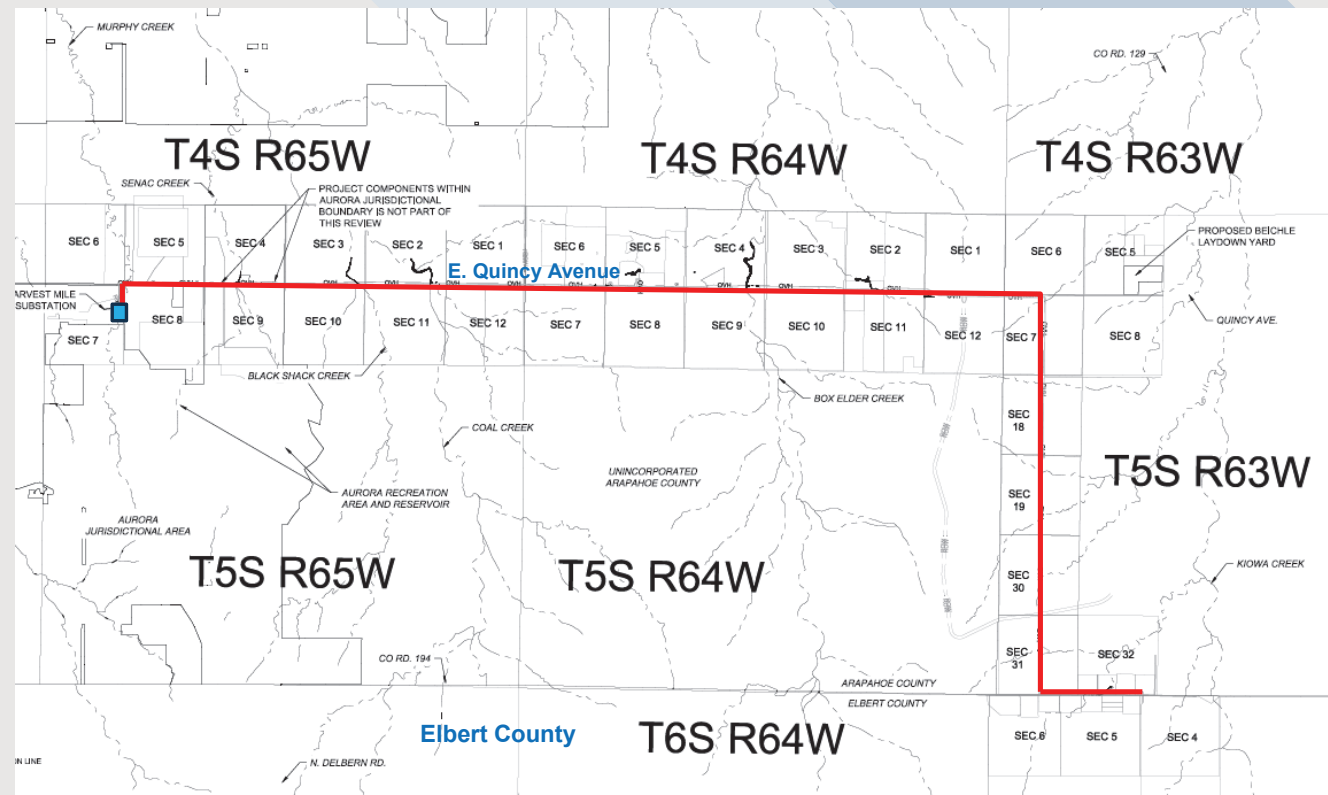 MURPHY CREEK
CO RD. 129
T4S R65W
T4S R64W
T4S R63W
SENAC CREEK
PROJECT COMPONENTS WITHIN
AURORA JURISDICTIONAL
BOUNDARY IS NOT PART OF
THIS REVIEW
PROPOSED BEICHLE
LAYDOWN YARD
SEC 6
SEC 5
SEC 4
SEC 3
SEC 2
SEC 1
SEC 6
SEC 5
SEC 4
SEC 3
SEC 2
SEC 1
SEC 6
SEC 5
E. Quincy Avenue
ARVEST MILE
SUBSTATION
SEC 7
SEC 8
SEC 9
SEC 10
SEC 11
SEC 12
SEC 7
SEC 8
SEC 9
SEC 10
SEC 11
SEC 12
SEC 7
SEC 8
QUINCY AVE.
BLACK SHACK CREEK
BOX ELDER CREEK
COAL CREEK
SEC
18
UNINCORPORATED
ARAPAHOE COUNTY
T5S R63W
AURORA RECREATION
AREA AND RESERVOIR
SEC
19
AURORA
JURISDICTIONAL AREA
T5S R65W
T5S R64W
SEC
30
KIOWA CREEK
CO RD. 194
SEC
31
SEC 32
ARAPAHOE COUNTY
ELBERT COUNTY
Elbert County
T6S R64W
SEC 6
SEC 5
SEC 4
N. DELBERN RD.
ON LINE